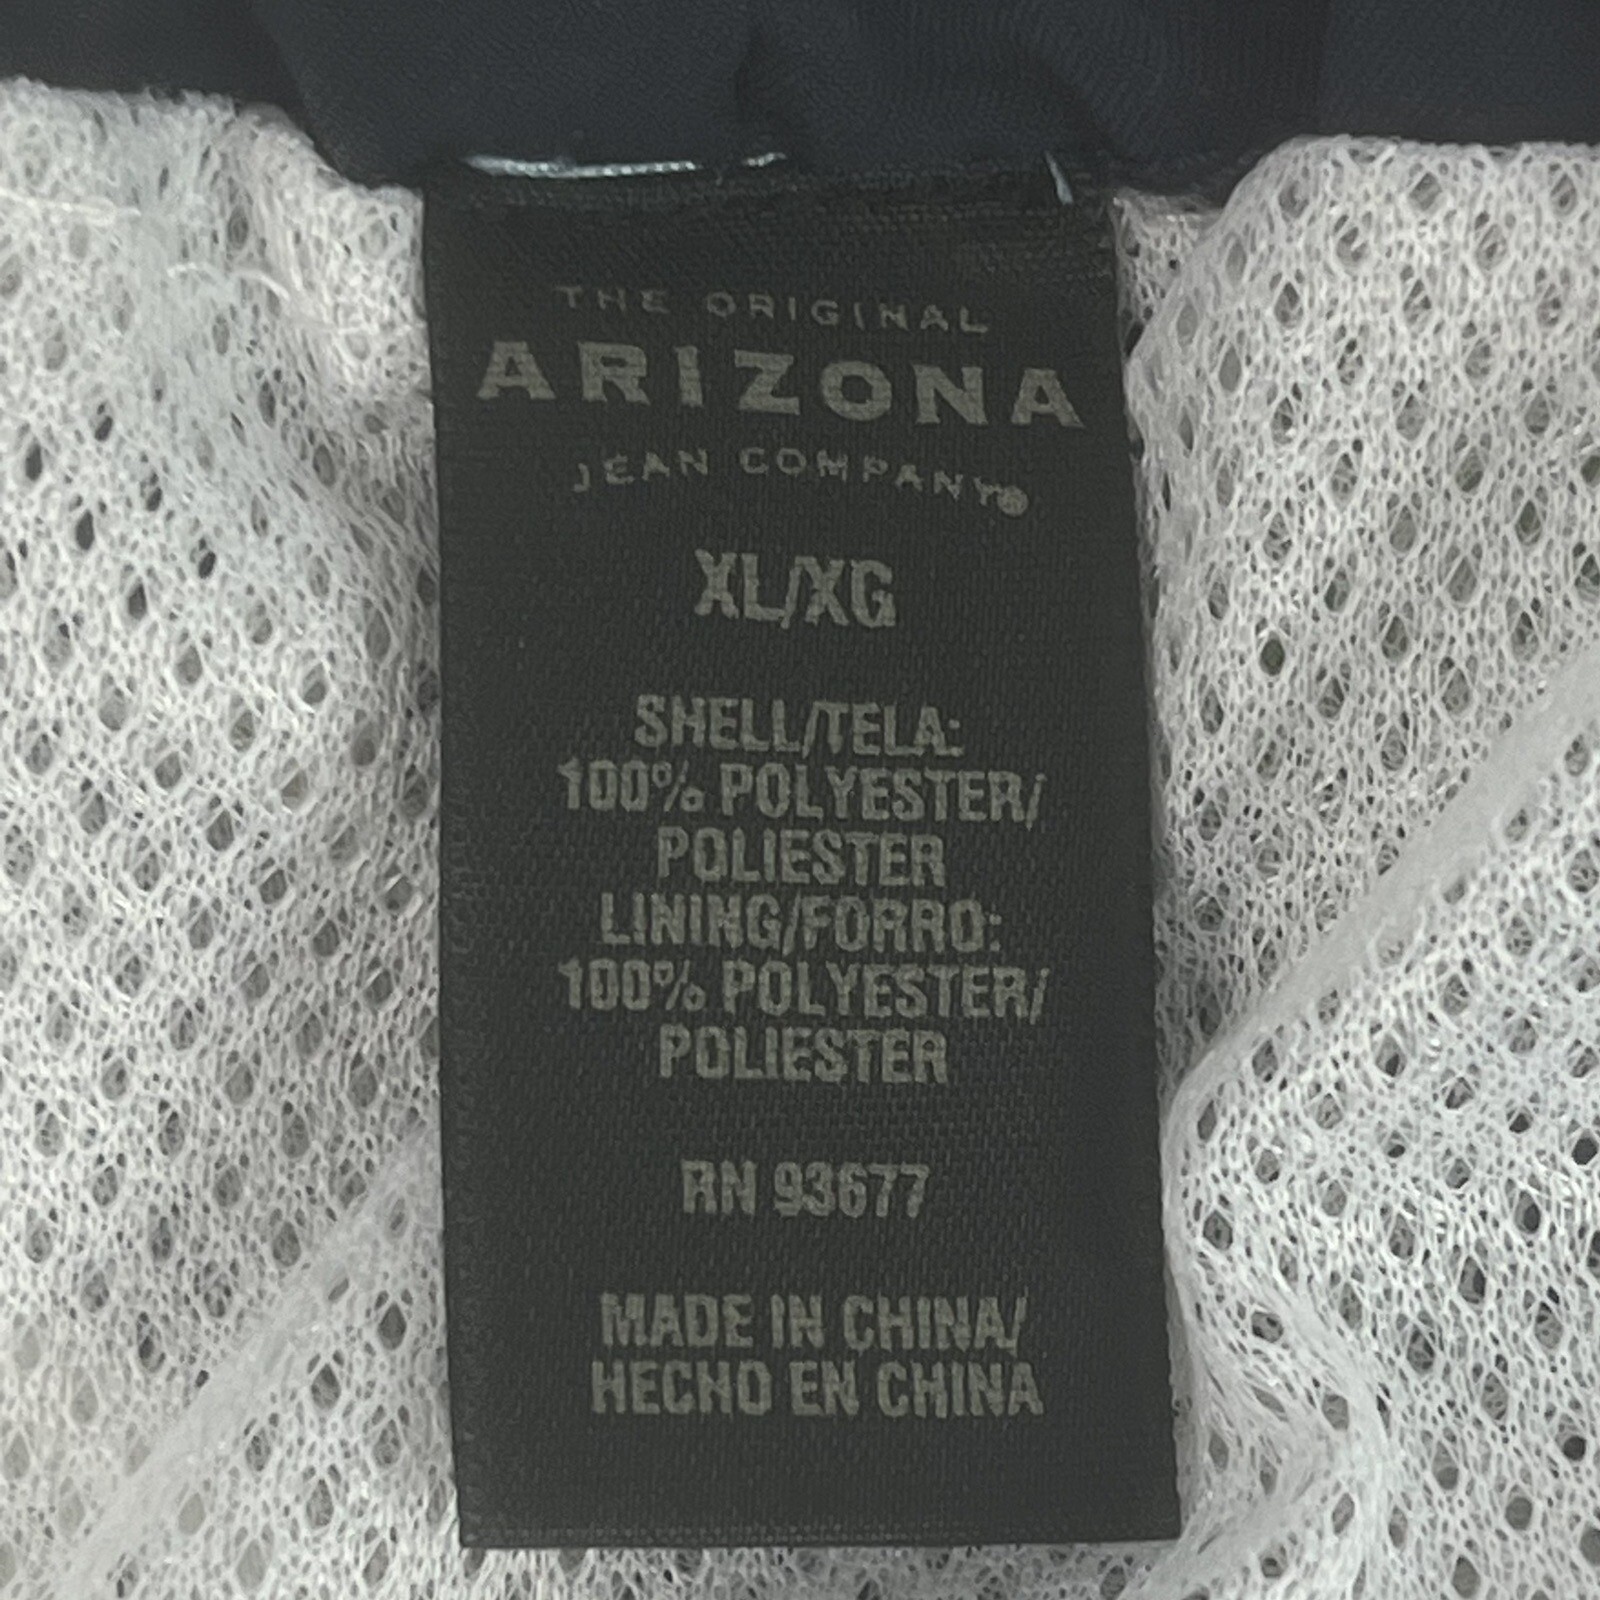 THE ORIGINAL
ARIZONA
JEAN COMPANY®
XL/XG
SHELL/TELA:
100% POLYESTER/
POLIESTER
LINING/FORRO:
100% POLYESTER/
POLIESTER
RN 93677
MADE IN CHINA/
HECHO EN CHINA